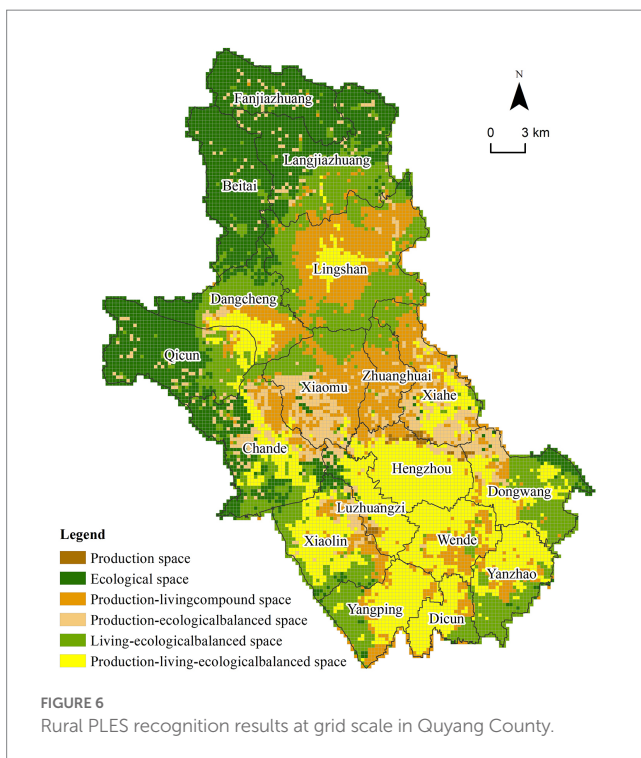 N
0 3 km
Fanjiazhuang
Langjiazhuang
Beitai
Lingshan
Dangcheng
Qicun
Xiaomu
Zhuanghuai
Xiahe
Chande
Hengzhou
Dongwang
Luzhuangzi
Xiaolin
Wende
Yanzhao
Yangping
Dicun
Legend
Production space
Ecological space
Production-livingcompound space
Production-ecologicalbalanced space
Living-ecologicalbalanced space
Production-living-ecologicalbalanced space
FIGURE 6
Rural PLES recognition results at grid scale in Quyang County.